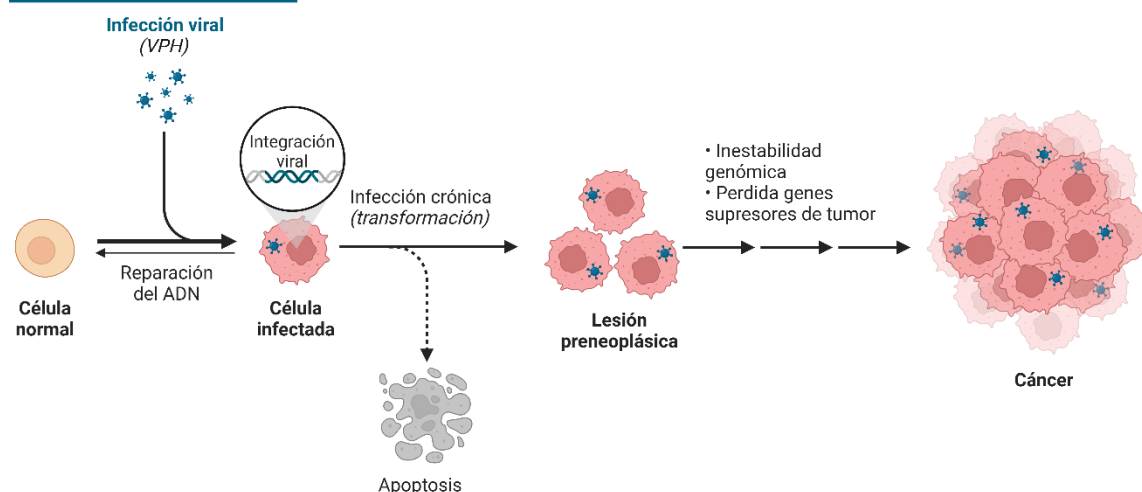 Infección viral
(VPH)
Integración
viral
Infección crónica
(transformación)
• Inestabilidad
genómica
• Perdida genes
supresores de tumor
Reparación
del ADN
Célula
normal
Célula
infectada
Lesión
preneoplásica
Cáncer
Apoptosis